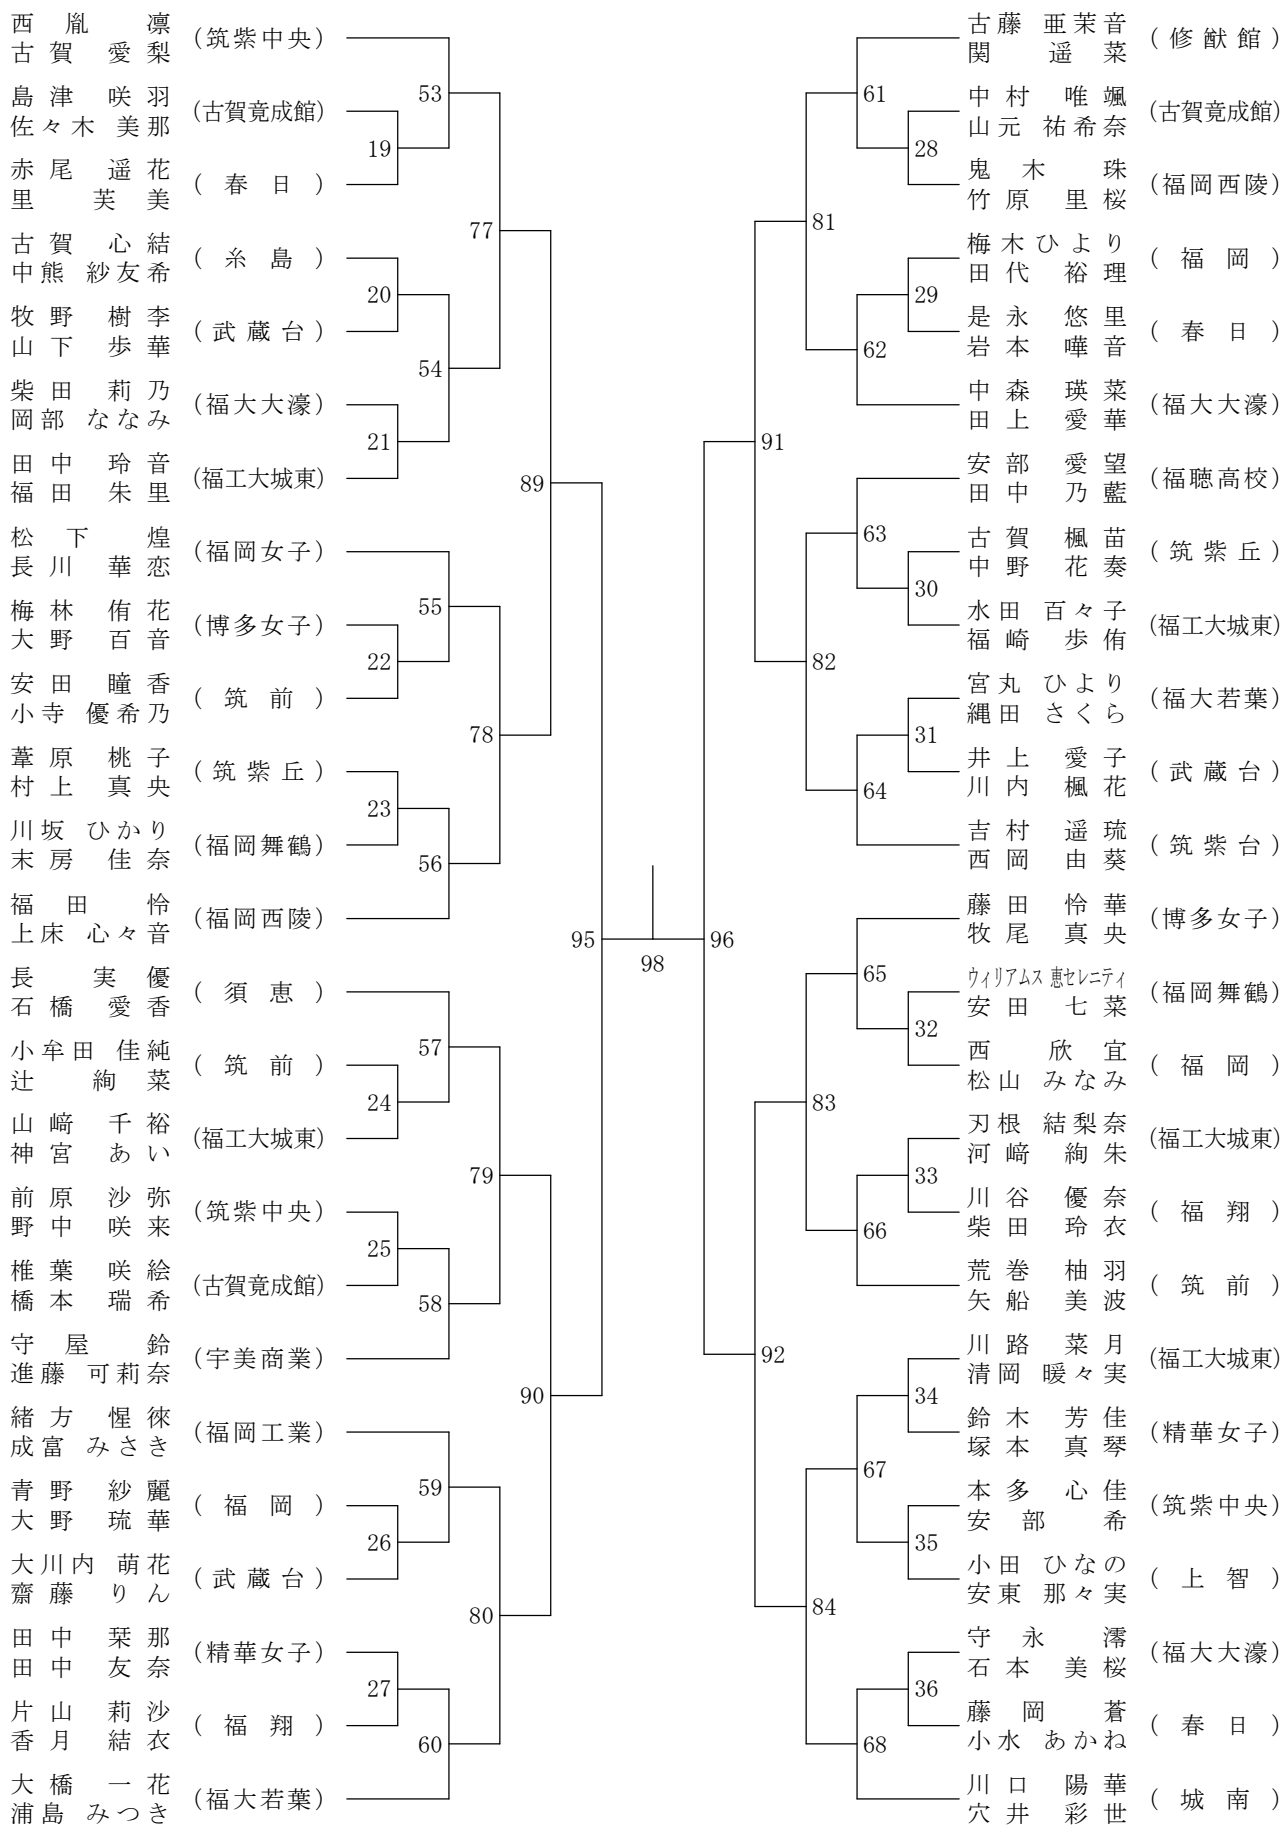 西胤 凛
古賀 愛梨
(筑紫中央)
島津 咲羽
佐々木 美那
(古賀竟成館)
赤尾 遥花
里 芙美
(春日)
古賀 心結
中熊 紗友希
(糸島)
牧野 樹李
山下 歩華
(武蔵台)
柴田 莉乃
岡部 ななみ
(福大大濠)
田中 玲音
福田 朱里
(福工大城東)
松下 煌
長川 華恋
(福岡女子)
梅林 侑花
大野 百音
(博多女子)
安田 瞳香
小寺 優希乃
(筑前)
葦原 桃子
村上 真央
(筑紫丘)
川坂 ひかり
末房 佳奈
(福岡舞鶴)
福田 怜
上床 心々音
(福岡西陵)
長 実優
石橋 愛香
(須恵)
小牟田 佳純
辻 絢菜
(筑前)
山﨑 千裕
神宮 あい
(福工大城東)
前原 沙弥
野中 咲来
(筑紫中央)
椎葉 咲絵
橋本 瑞希
(古賀竟成館)
守屋 鈴
進藤 可莉奈
(宇美商業)
緒方 惺徠
成富 みさき
(福岡工業)
青野 紗麗
大野 琉華
(福岡)
大川内 萌花
齋藤 りん
(武蔵台)
田中 栞那
田中 友奈
(精華女子)
片山 莉沙
香月 結衣
(福翔)
大橋 一花
浦島 みつき
(福大若葉)
19
20
21
22
23
24
25
26
27
53
54
55
56
57
58
59
60
77
78
79
80
89
90
95
98
96
91
92
81
82
83
84
61
62
63
64
65
66
67
68
28
29
30
31
32
33
34
35
36
古藤 亜茉音
関 遥菜
(修猷館)
中村 唯颯
山元 祐希奈
(古賀竟成館)
鬼木 珠
竹原 里桜
(福岡西陵)
梅木 ひより
田代 裕理
(福岡)
是永 悠里
岩本 曄音
(春日)
中森 瑛菜
田上 愛華
(福大大濠)
安部 愛望
田中 乃藍
(福聴高校)
古賀 楓苗
中野 花奏
(筑紫丘)
水田 百々子
福崎 歩侑
(福工大城東)
宮丸 ひより
縄田 さくら
(福大若葉)
井上 愛子
川内 楓花
(武蔵台)
吉村 遥琉
西岡 由葵
(筑紫台)
藤田 怜華
牧尾 真央
(博多女子)
ウィリアムス 恵セレニティ
安田 七菜
(福岡舞鶴)
西 欣宜
松山 みなみ
(福岡)
刃根 結梨奈
河﨑 絢朱
(福工大城東)
川谷 優奈
柴田 玲衣
(福翔)
荒巻 柚羽
矢船 美波
(筑前)
川路 菜月
清岡 暖々実
(福工大城東)
鈴木 芳佳
塚本 真琴
(精華女子)
本多 心佳
安部 希
(筑紫中央)
小田 ひなの
安東 那々実
(上智)
守永 澪
石本 美桜
(福大大濠)
藤岡 蒼
小水 あかね
(春日)
川口 陽華
穴井 彩世
(城南)